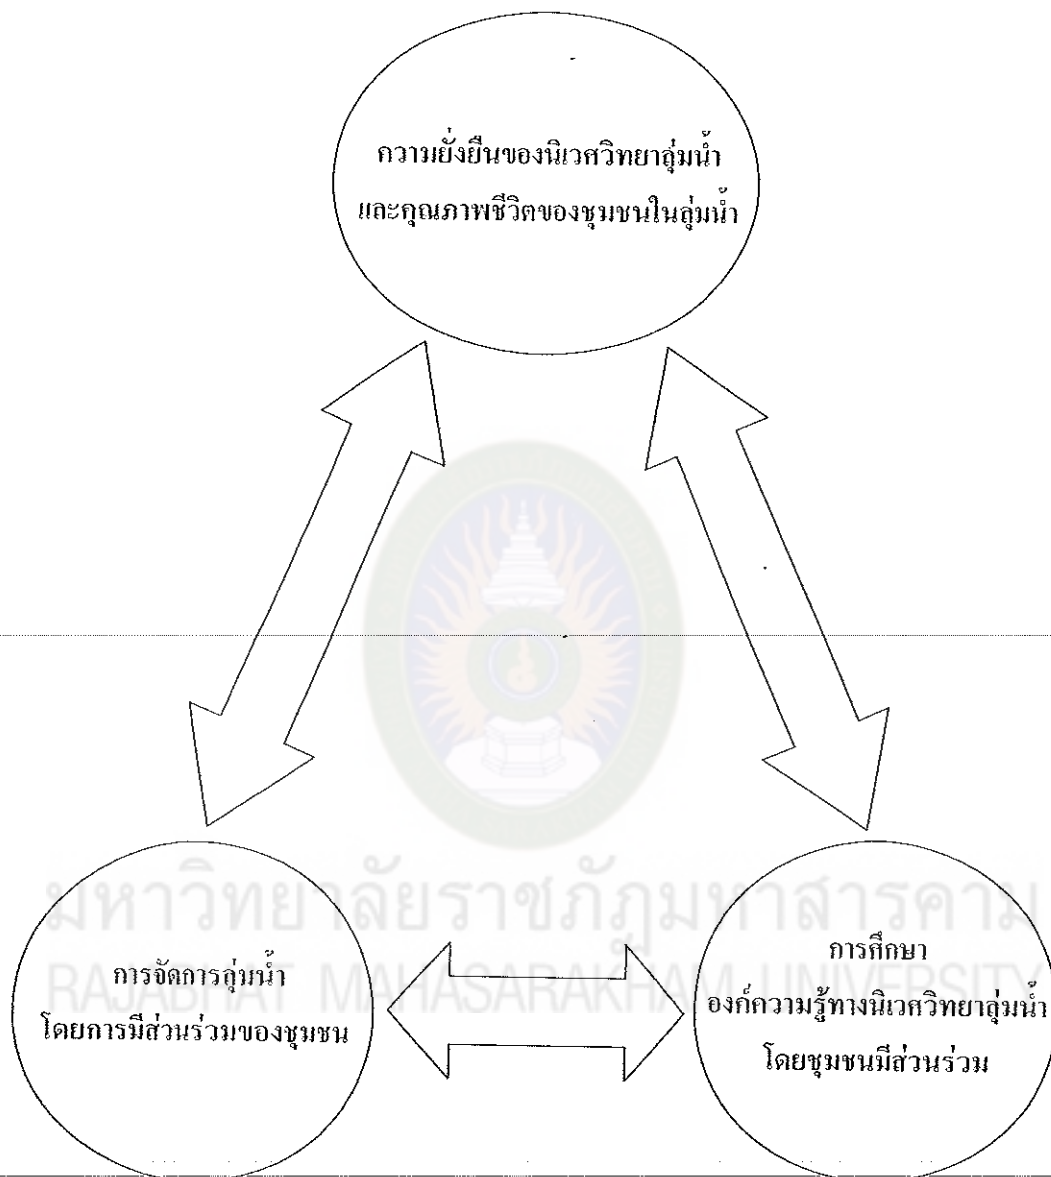 ความยั่งยืนของนิเวศวิทยาลุ่มน้ำ
และคุณภาพชีวิตของชุมชนในลุ่มน้ำ
มหาวิทยาลัยราชภัฏมหาสารคาม
RAJABHAT MAHASARAKHAM UNIVERSITY
การจัดการลุ่มน้ำ
โดยการมีส่วนร่วมของชุมชน
การศึกษา
องค์ความรู้ทางนิเวศวิทยาลุ่มน้ำ
โดยชุมชนมีส่วนร่วม